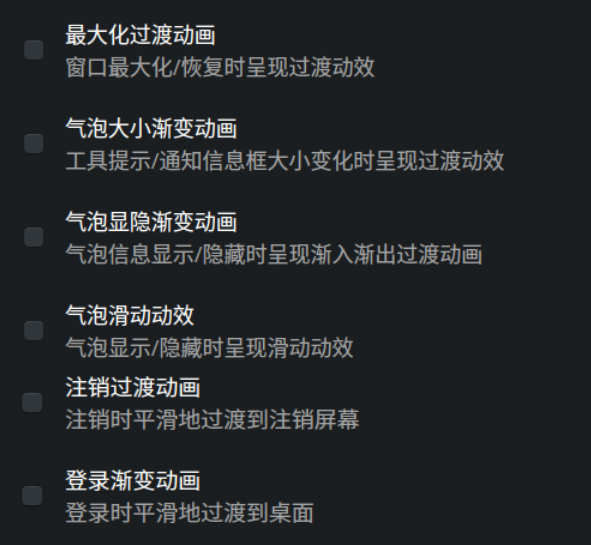 最大化过渡动画
窗口最大化/恢复时呈现过渡动效
气泡大小渐变动画
工具提示/通知信息框大小变化时呈现过渡动效
气泡显隐渐变动画
气泡信息显示/隐藏时呈现渐入渐出过渡动画
气泡滑动动效
气泡显示/隐藏时呈现滑动动效
注销过渡动画
注销时平滑地过渡到注销屏幕
登录渐变动画
登录时平滑地过渡到桌面